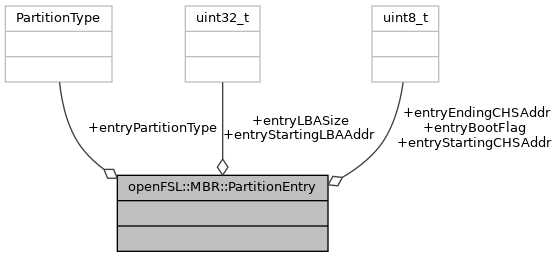 PartitionType
uint32_t
uint8_t
+entryPartitionType
+entryLBASize
+entryStartingLBAAddr
+entryEndingCHSAddr
+entryBootFlag
+entryStartingCHSAddr
openFSL::MBR::PartitionEntry